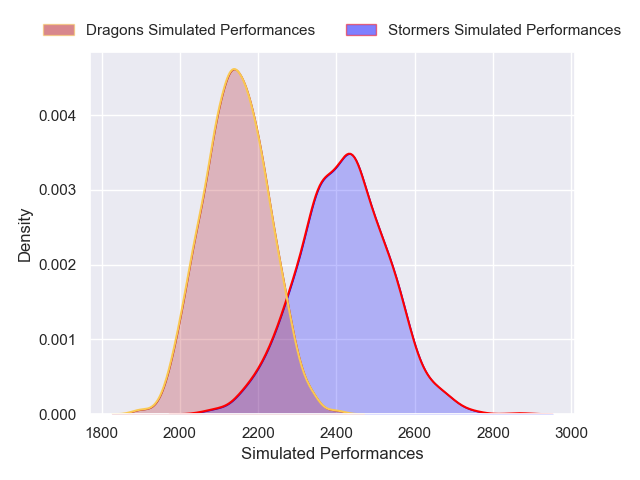 Dragons Simulated Performances
Stormers Simulated Performances
0.004
0.003
0.002
0.001
0.000
Density
1800 2000 2200 2400 2600 2800 3000
Simulated Performances